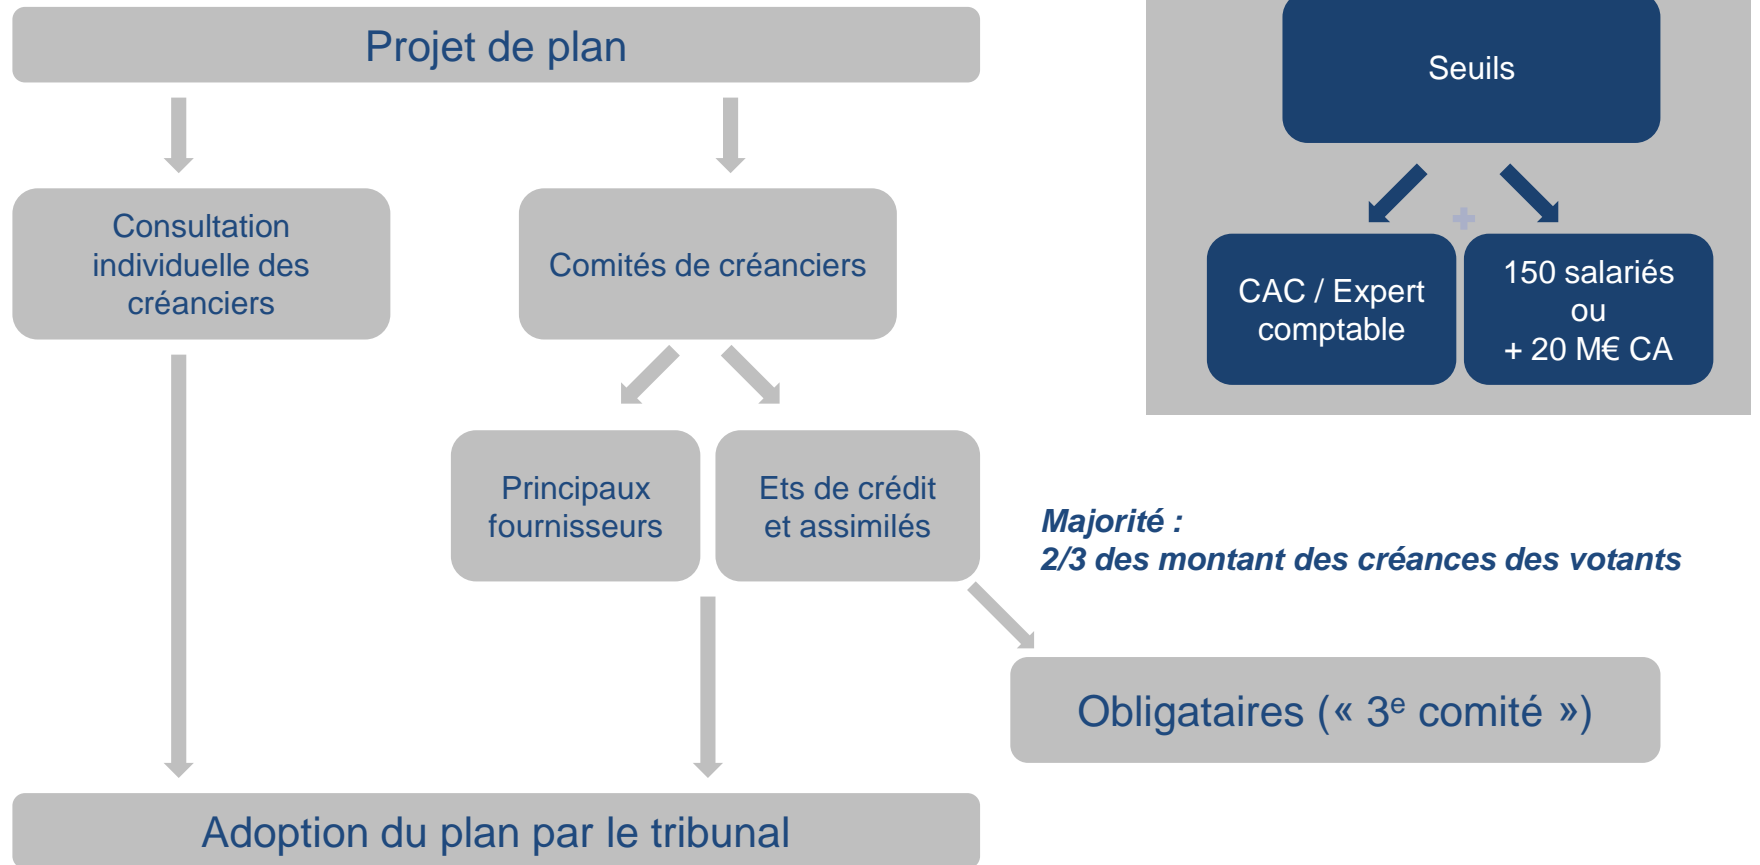 Projet de plan
Consultation
individuelle des
créanciers
Comités de créanciers
Principaux
fournisseurs
Ets de crédit
et assimilés
Adoption du plan par le tribunal
Seuils
CAC / Expert
comptable
150 salariés
ou
+ 20 M€ CA
Majorité :
2/3 des montant des créances des votants
Obligataires (« 3e comité »)